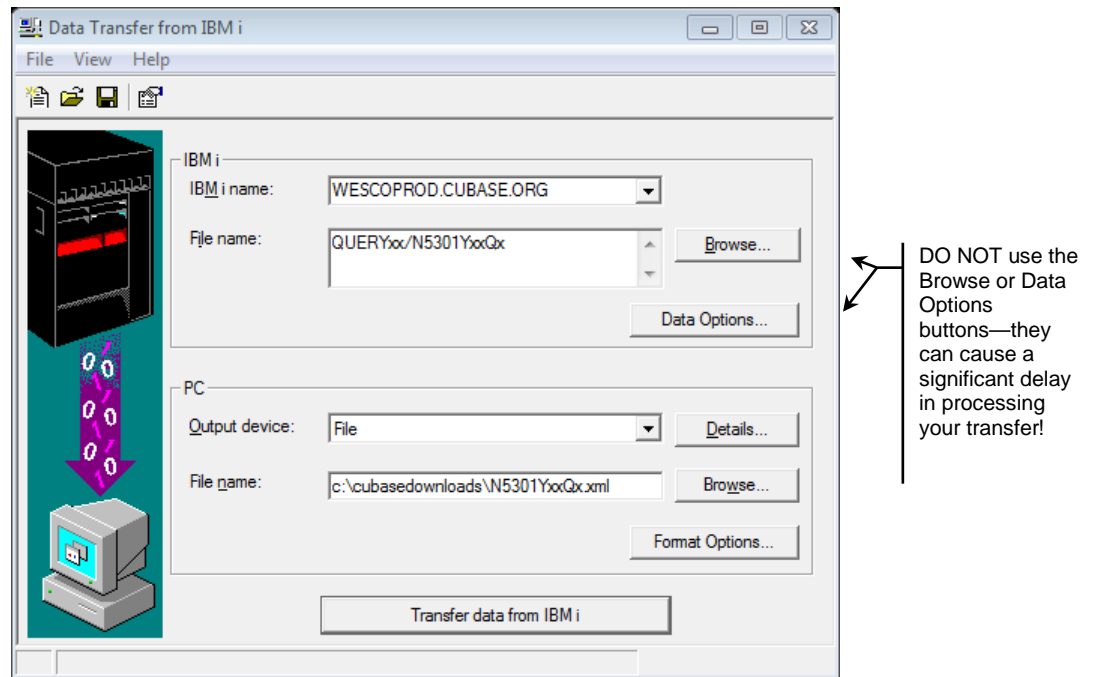 Data Transfer from IBM i
File View Help
IBM i
IBM i name:
WESCOPROD.CUBASE.ORG
File name:
QUERYxx/N5301YxxQx
Browse...
Data Options...
PC
Output device:
File
Details...
File name:
c:\cubasedownloads\N5301YxxQx.xml
Browse...
Format Options...
Transfer data from IBM i
DO NOT use the
Browse or Data
Options
buttons—they
can cause a
significant delay
in processing
your transfer!